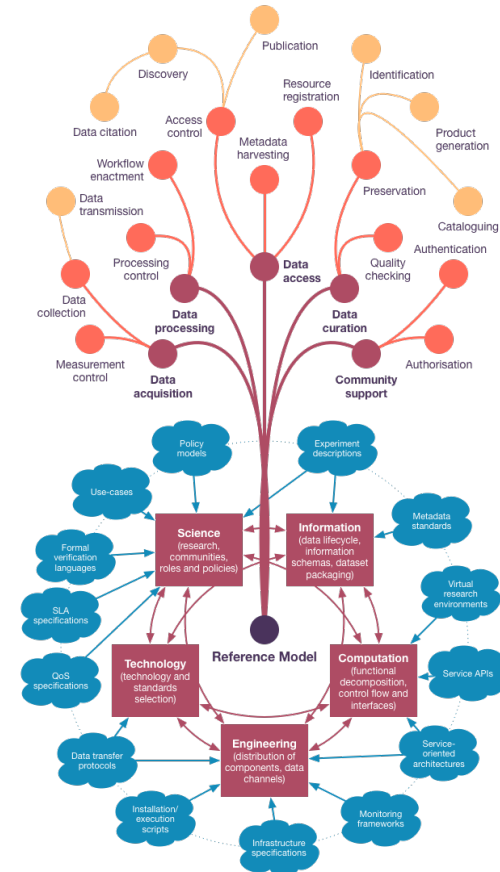 Publication
Discovery
Identification
Resource
registration
Data citation
Access
control
Product
generation
Metadata
harvesting
Workflow
enactment
Preservation
Data
transmission
Cataloguing
Processing
control
Quality
checking
Authentication
Data
access
Data
collection
Data
processing
Data
curation
Measurement
control
Data
acquisition
Community
support
Authorisation
Policy
models
Experiment
descriptions
Use-cases
Metadata
standards
Science
(research,
communities,
roles and policies)
Information
(data lifecycle,
information
schemas, dataset
packaging)
Formal
verification
languages
Virtual
research
environments
SLA
specifications
Reference Model
QoS
specifications
Technology
(technology and
standards
selection)
Computation
(functional
decomposition,
control flow and
interfaces)
Service APIs
Engineering
(distribution of
components, data
channels)
Data transfer
protocols
Service-
oriented
architectures
Installation/
execution
scripts
Monitoring
frameworks
Infrastructure
specifications